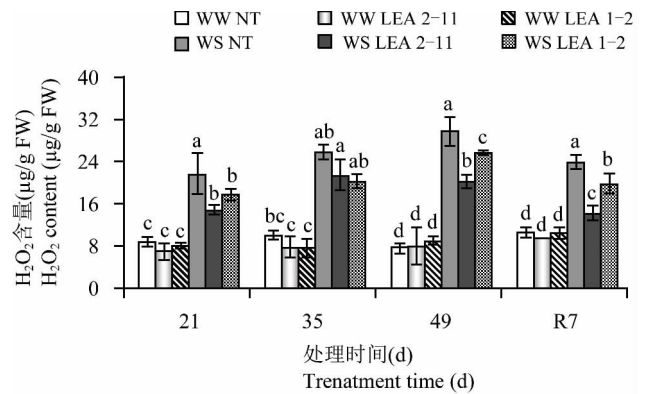 WW NT WW LEA 2-11 WW LEA 1-2
WS NT WS LEA 2-11 WS LEA 1-2
H₂O₂含量(μg/g FW)
H₂O₂ content (μg/g FW)
40
32
24
16
8
0
c c c a b b
bc c c ab a ab
d d d a b c
d d d a c b
21 35 49 R7
处理时间(d)
Trenatment time (d)